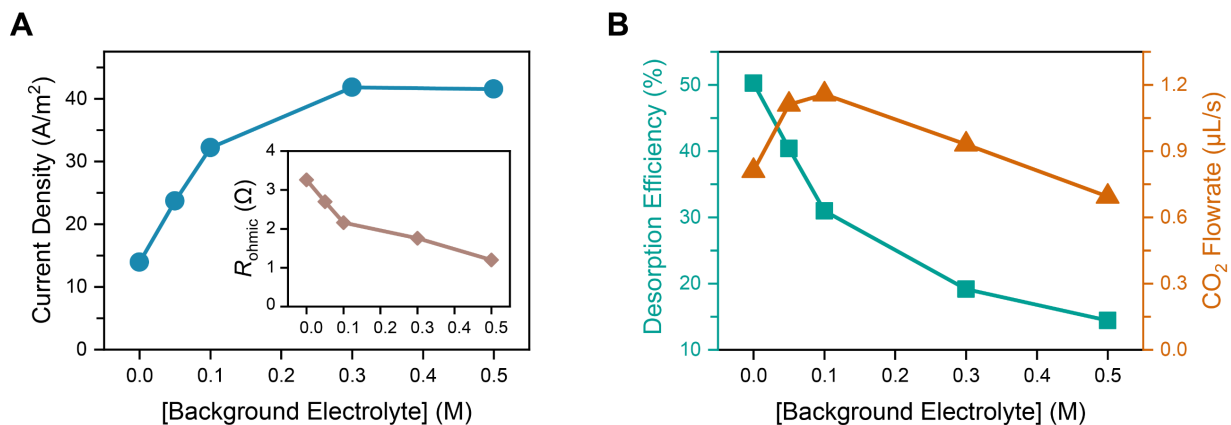 A
Current Density (A/m²)
40
30
20
10
0
0.0 0.1 0.2 0.3 0.4 0.5
[Background Electrolyte] (M)
R_ohmic (Ω)
4
3
2
1
0
0.0 0.1 0.2 0.3 0.4 0.5
B
Desorption Efficiency (%)
50
40
30
20
10
0.0 0.1 0.2 0.3 0.4 0.5
[Background Electrolyte] (M)
1.2
0.9
0.6
0.3
0.0
CO₂ Flowrate (µL/s)